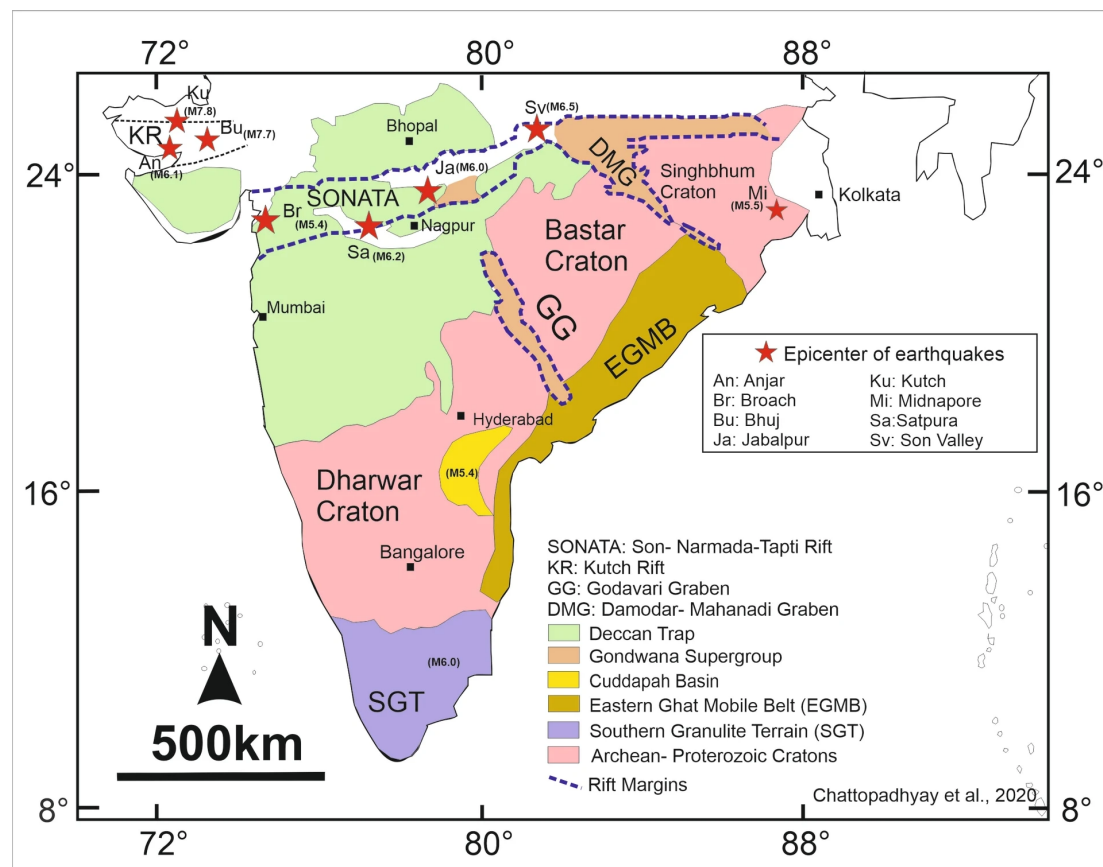 72° 80° 88°
Ku
(M7.8)
KR
Bu (M7.7)
An
(M6.1)
Sv (M6.5)
Bhopal
Ja (M6.0)
DMG
24° 24°
SONATA
Singhbhum
Craton
Mi
(M5.5)
Kolkata
Br
(M5.4)
Nagpur
Sa (M6.2)
Bastar
Craton
Mumbai
GG
EGMB
Epicenter of earthquakes
An: Anjar
Br: Broach
Bu: Bhuj
Ja: Jabalpur
Ku: Kutch
Mi: Midnapore
Sa:Satpura
Sv: Son Valley
Hyderabad
(M5.4)
Dharwar
Craton
16° 16°
Bangalore
SONATA: Son- Narmada-Tapti Rift
KR: Kutch Rift
GG: Godavari Graben
DMG: Damodar- Mahanadi Graben
Deccan Trap
Gondwana Supergroup
Cuddapah Basin
Eastern Ghat Mobile Belt (EGMB)
Southern Granulite Terrain (SGT)
Archean- Proterozoic Cratons
Rift Margins
N
(M6.0)
SGT
500km
Chattopadhyay et al., 2020
8° 8°
72° 80° 88°